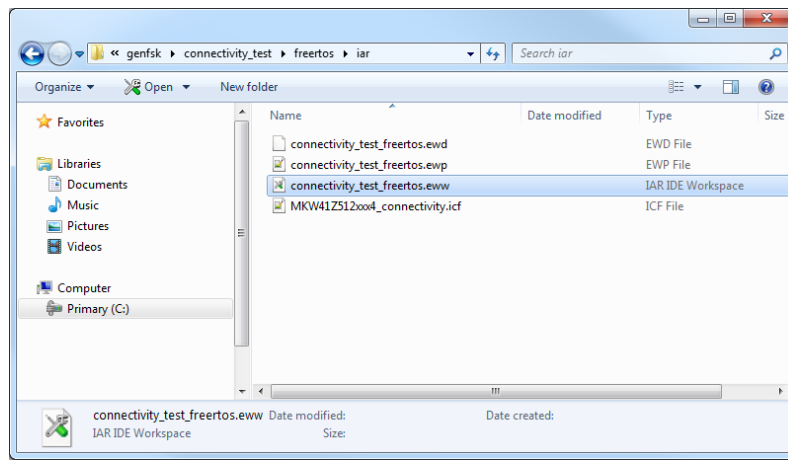 « genfsk ▸ connectivity_test ▸ freertos ▸ iar
Search iar
Organize Open New folder
Name Date modified Type Size
Favorites
Libraries
Documents
Music
Pictures
Videos
Computer
Primary (C:)
connectivity_test_freertos.ewd EWD File
connectivity_test_freertos.ewp EWP File
connectivity_test_freertos.eww IAR IDE Workspace
MKW41Z512xxx4_connectivity.icf ICF File
connectivity_test_freertos.eww Date modified: Date created:
IAR IDE Workspace Size: